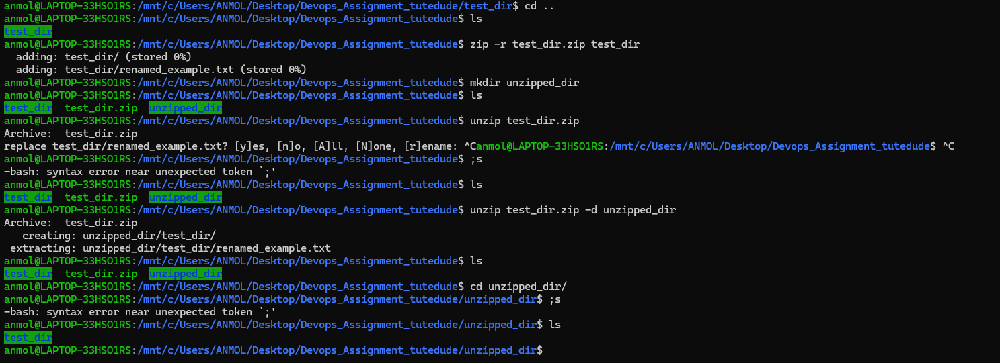 anmol@LAPTOP-33HSO1RS:/mnt/c/Users/ANMOL/Desktop/Devops_Assignment_tutedude/test_dir$ cd ..
anmol@LAPTOP-33HSO1RS:/mnt/c/Users/ANMOL/Desktop/Devops_Assignment_tutedude$ ls
test_dir
anmol@LAPTOP-33HSO1RS:/mnt/c/Users/ANMOL/Desktop/Devops_Assignment_tutedude$ zip -r test_dir.zip test_dir
  adding: test_dir/ (stored 0%)
  adding: test_dir/renamed_example.txt (stored 0%)
anmol@LAPTOP-33HSO1RS:/mnt/c/Users/ANMOL/Desktop/Devops_Assignment_tutedude$ mkdir unzipped_dir
anmol@LAPTOP-33HSO1RS:/mnt/c/Users/ANMOL/Desktop/Devops_Assignment_tutedude$ ls
test_dir  test_dir.zip  unzipped_dir
anmol@LAPTOP-33HSO1RS:/mnt/c/Users/ANMOL/Desktop/Devops_Assignment_tutedude$ unzip test_dir.zip
Archive:  test_dir.zip
replace test_dir/renamed_example.txt? [y]es, [n]o, [A]ll, [N]one, [r]ename: ^Canmol@LAPTOP-33HSO1RS:/mnt/c/Users/ANMOL/Desktop/Devops_Assignment_tutedude$ ^C
anmol@LAPTOP-33HSO1RS:/mnt/c/Users/ANMOL/Desktop/Devops_Assignment_tutedude$ ;s
-bash: syntax error near unexpected token `;'
anmol@LAPTOP-33HSO1RS:/mnt/c/Users/ANMOL/Desktop/Devops_Assignment_tutedude$ ls
test_dir  test_dir.zip  unzipped_dir
anmol@LAPTOP-33HSO1RS:/mnt/c/Users/ANMOL/Desktop/Devops_Assignment_tutedude$ unzip test_dir.zip -d unzipped_dir
Archive:  test_dir.zip
   creating: unzipped_dir/test_dir/
 extracting: unzipped_dir/test_dir/renamed_example.txt
anmol@LAPTOP-33HSO1RS:/mnt/c/Users/ANMOL/Desktop/Devops_Assignment_tutedude$ ls
test_dir  test_dir.zip  unzipped_dir
anmol@LAPTOP-33HSO1RS:/mnt/c/Users/ANMOL/Desktop/Devops_Assignment_tutedude$ cd unzipped_dir/
anmol@LAPTOP-33HSO1RS:/mnt/c/Users/ANMOL/Desktop/Devops_Assignment_tutedude/unzipped_dir$ ;s
-bash: syntax error near unexpected token `;'
anmol@LAPTOP-33HSO1RS:/mnt/c/Users/ANMOL/Desktop/Devops_Assignment_tutedude/unzipped_dir$ ls
test_dir
anmol@LAPTOP-33HSO1RS:/mnt/c/Users/ANMOL/Desktop/Devops_Assignment_tutedude/unzipped_dir$